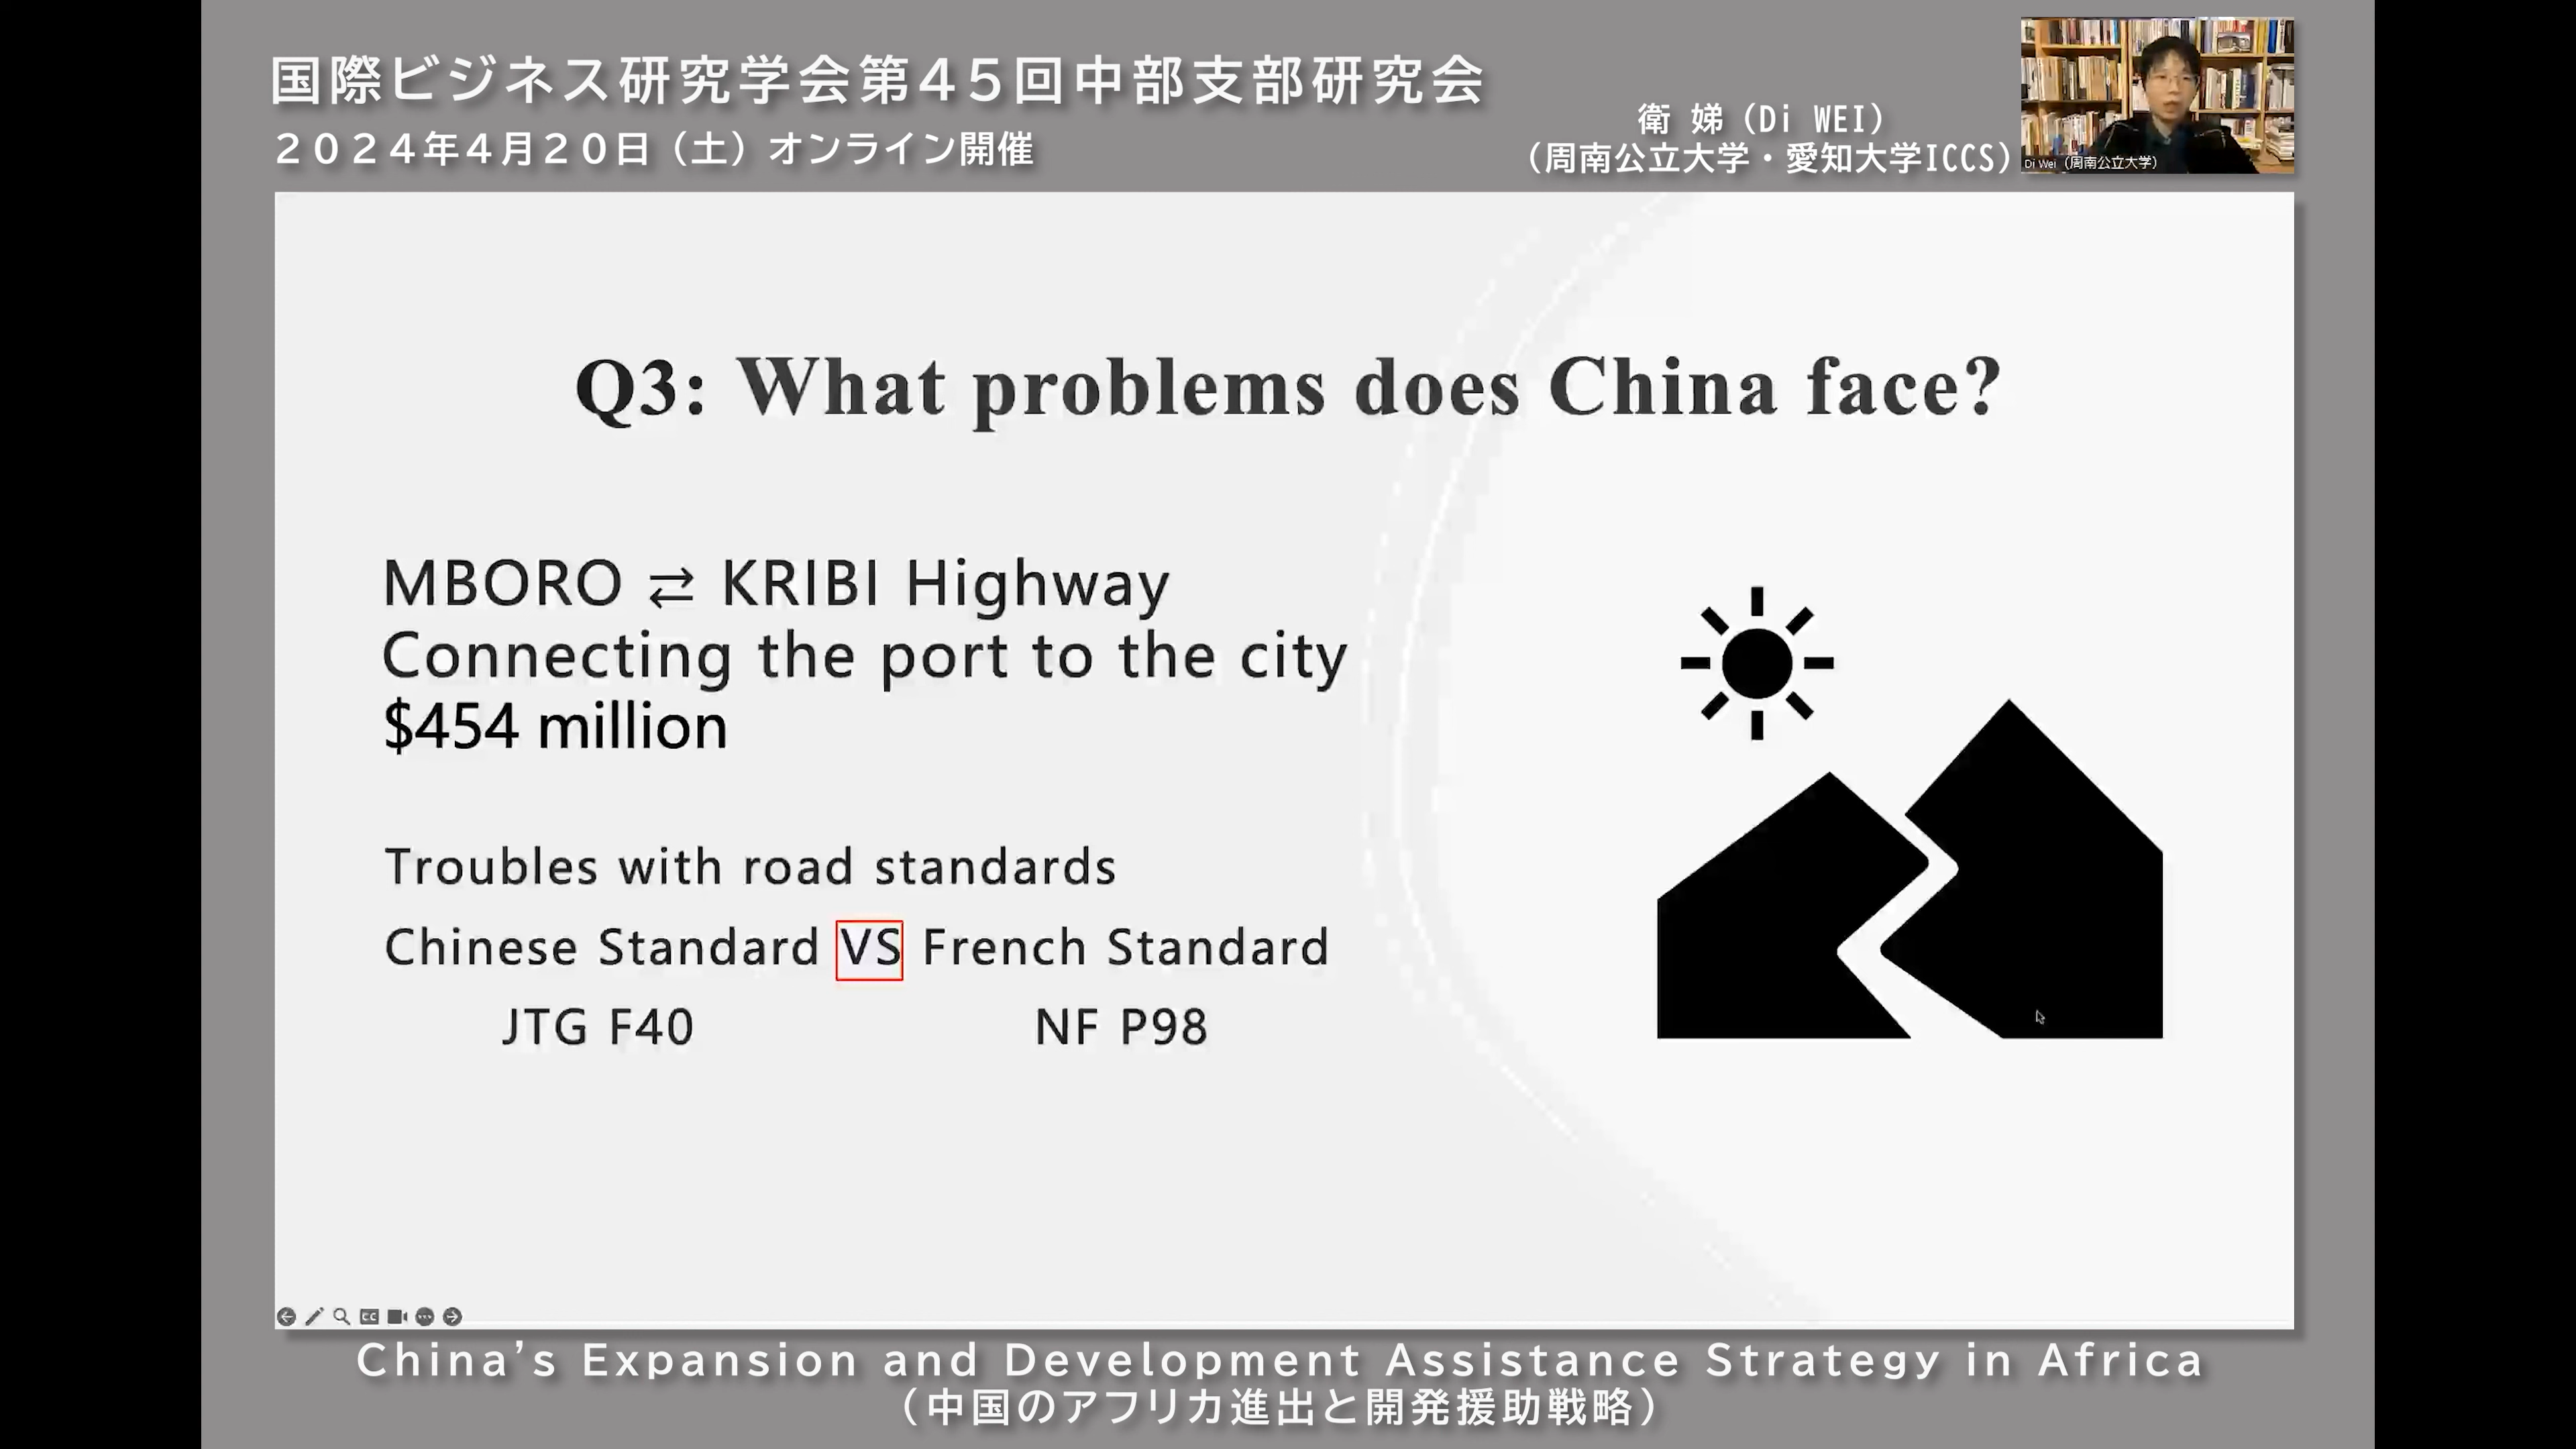 国際ビジネス研究学会第45回中部支部研究会
2024年4月20日（土）オンライン開催
衛 娣（Di WEI）
（周南公立大学・愛知大学ICCS）
Di Wei（周南公立大学）
Q3: What problems does China face?
MBORO ⇄ KRIBI Highway
Connecting the port to the city
$454 million
Troubles with road standards
Chinese Standard VS French Standard
JTG F40 NF P98
CC
China’s Expansion and Development Assistance Strategy in Africa
（中国のアフリカ進出と開発援助戦略）